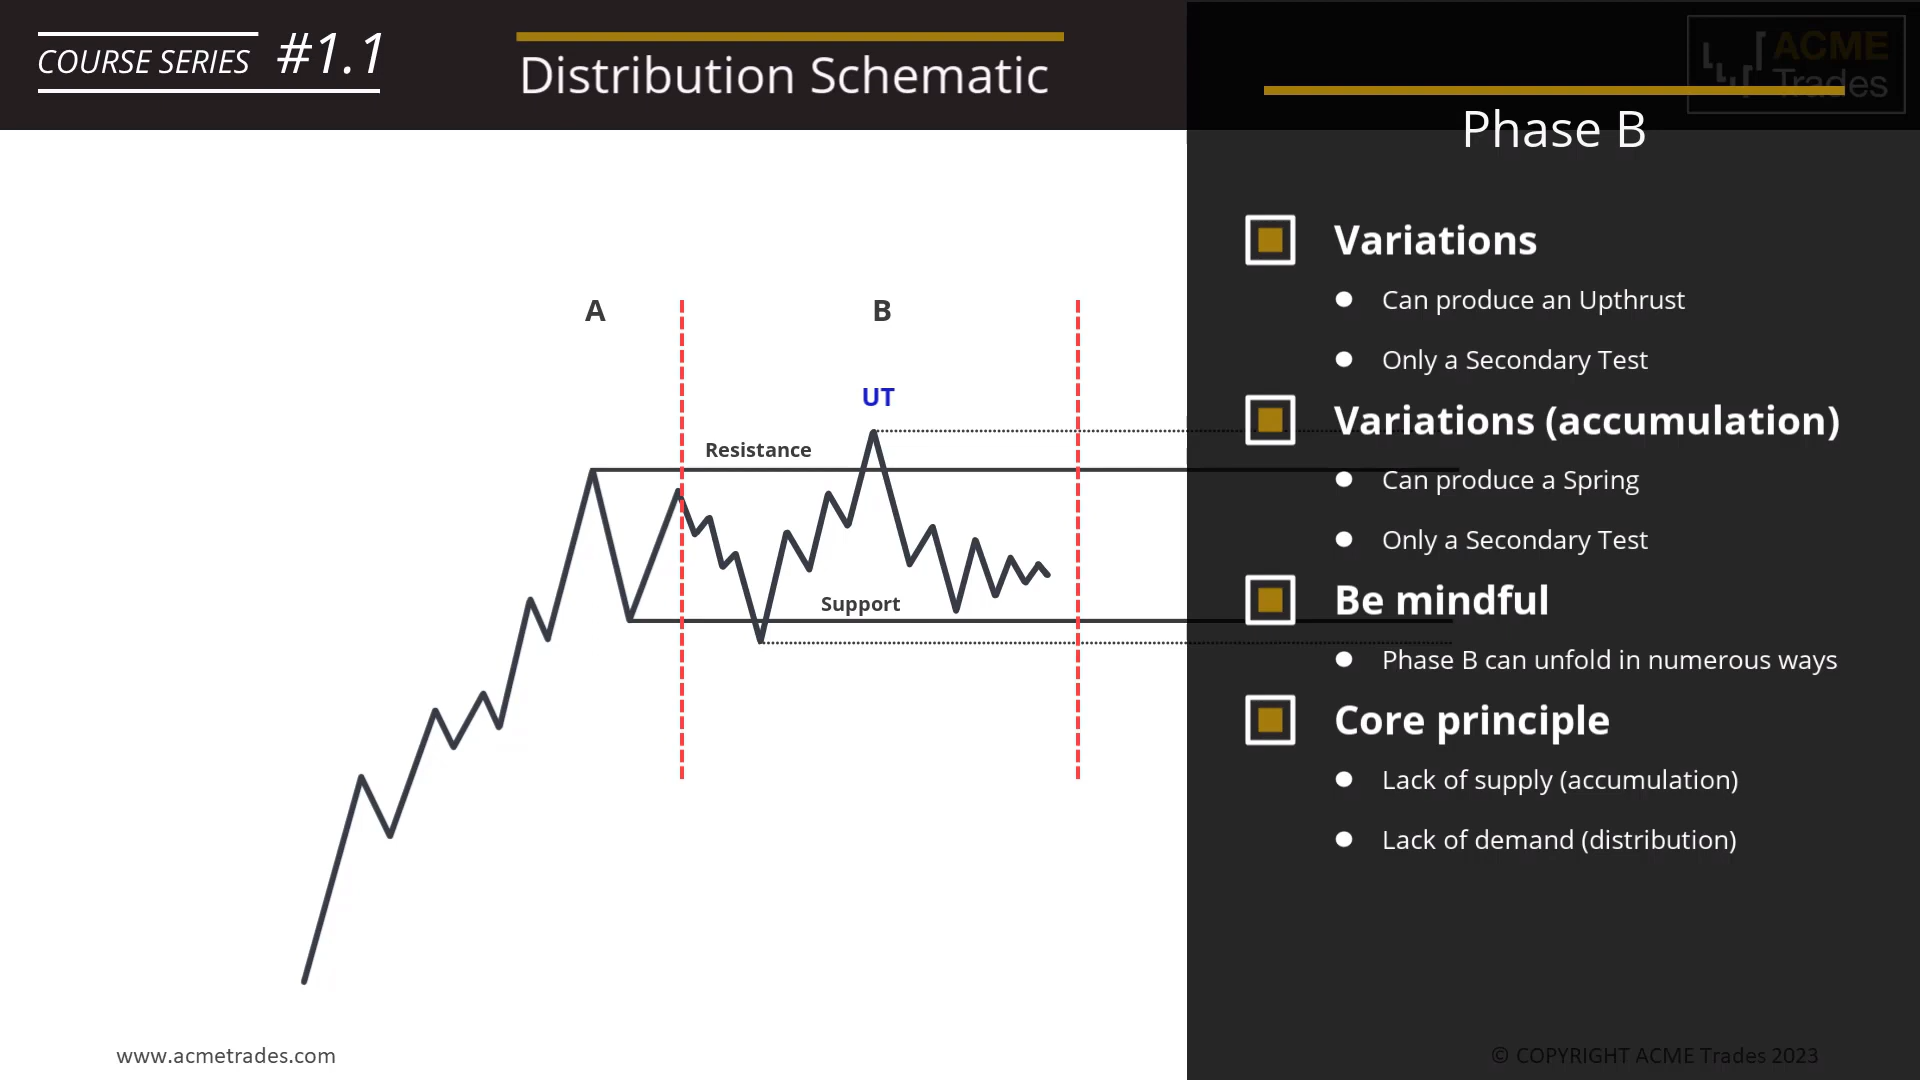 COURSE SERIES #1.1
Distribution Schematic
ACME
Trades
Phase B
Variations
Can produce an Upthrust
Only a Secondary Test
Variations (accumulation)
Can produce a Spring
Only a Secondary Test
Be mindful
Phase B can unfold in numerous ways
Core principle
Lack of supply (accumulation)
Lack of demand (distribution)
A
B
UT
Resistance
Support
www.acmetrades.com
© COPYRIGHT ACME Trades 2023